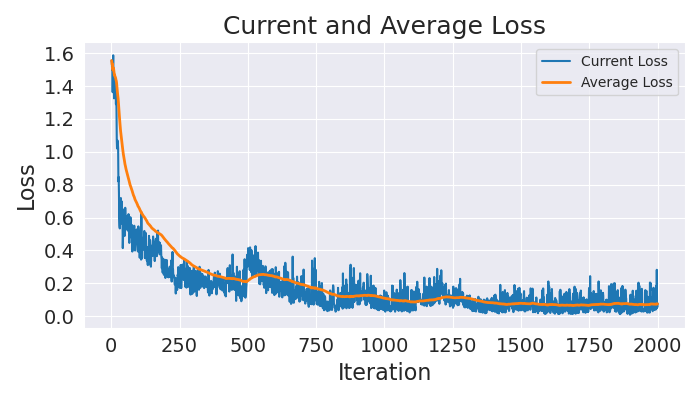 Current and Average Loss
Current Loss
Average Loss
Loss
1.6
1.4
1.2
1.0
0.8
0.6
0.4
0.2
0.0
0 250 500 750 1000 1250 1500 1750 2000
Iteration